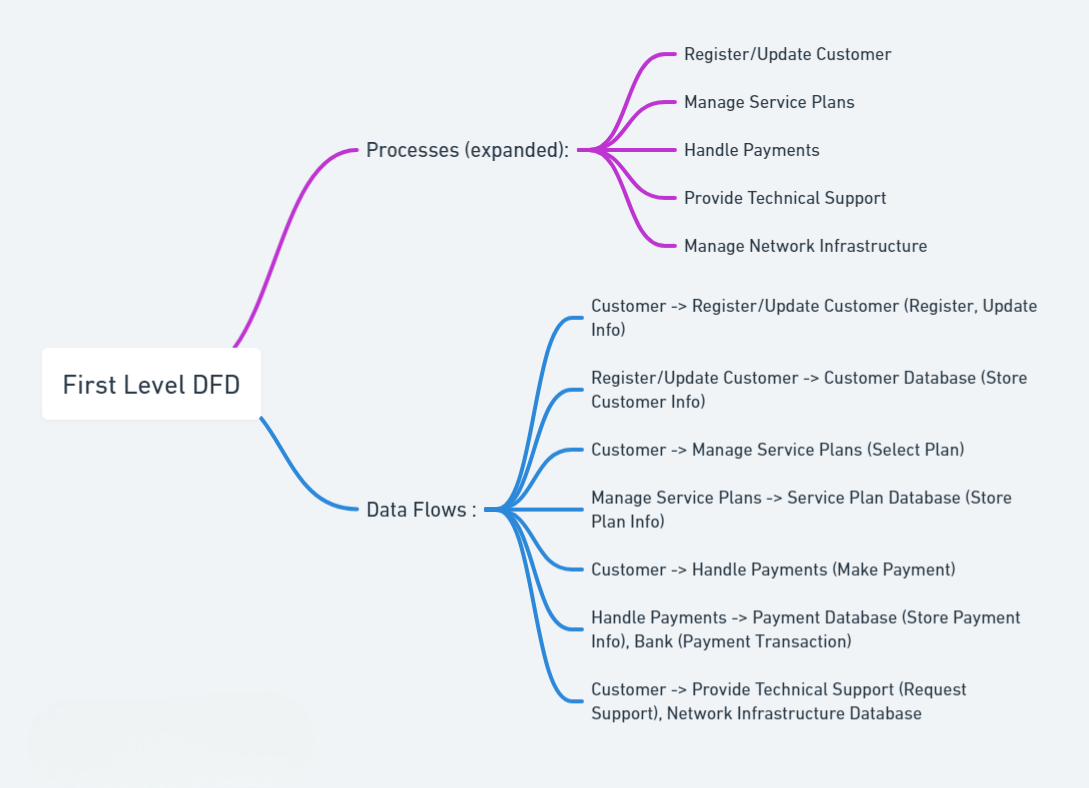 First Level DFD
Processes (expanded):
Register/Update Customer
Manage Service Plans
Handle Payments
Provide Technical Support
Manage Network Infrastructure
Data Flows :
Customer -> Register/Update Customer (Register, Update
Info)
Register/Update Customer -> Customer Database (Store
Customer Info)
Customer -> Manage Service Plans (Select Plan)
Manage Service Plans -> Service Plan Database (Store
Plan Info)
Customer -> Handle Payments (Make Payment)
Handle Payments -> Payment Database (Store Payment
Info), Bank (Payment Transaction)
Customer -> Provide Technical Support (Request
Support), Network Infrastructure Database